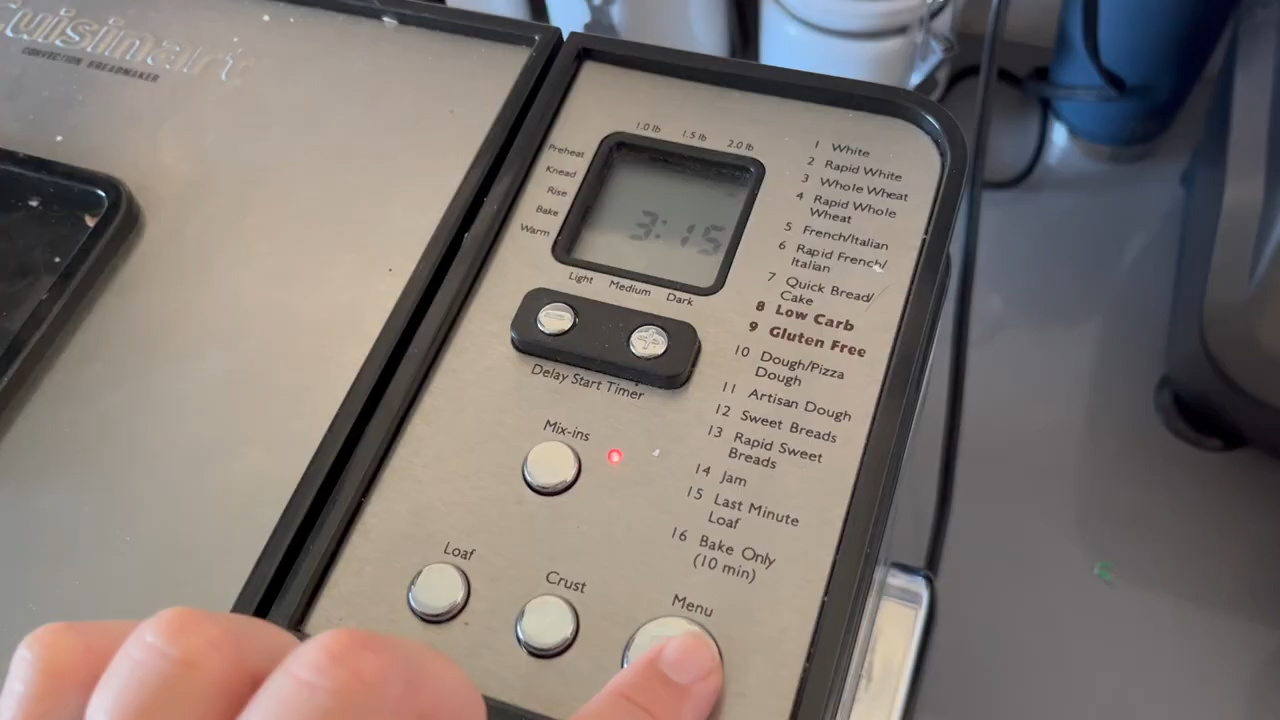 Cuisinart
CONVECTION BREADMAKER
1.0 lb 1.5 lb 2.0 lb
Preheat
Knead
Rise
Bake
Warm
3:15
Light Medium Dark
Delay Start Timer
Mix-ins
Loaf
Crust
Menu
1 White
2 Rapid White
3 Whole Wheat
4 Rapid Whole
Wheat
5 French/Italian
6 Rapid French/
Italian
7 Quick Bread/
Cake
8 Low Carb
9 Gluten Free
10 Dough/Pizza
Dough
11 Artisan Dough
12 Sweet Breads
13 Rapid Sweet
Breads
14 Jam
15 Last Minute
Loaf
16 Bake Only
(10 min)